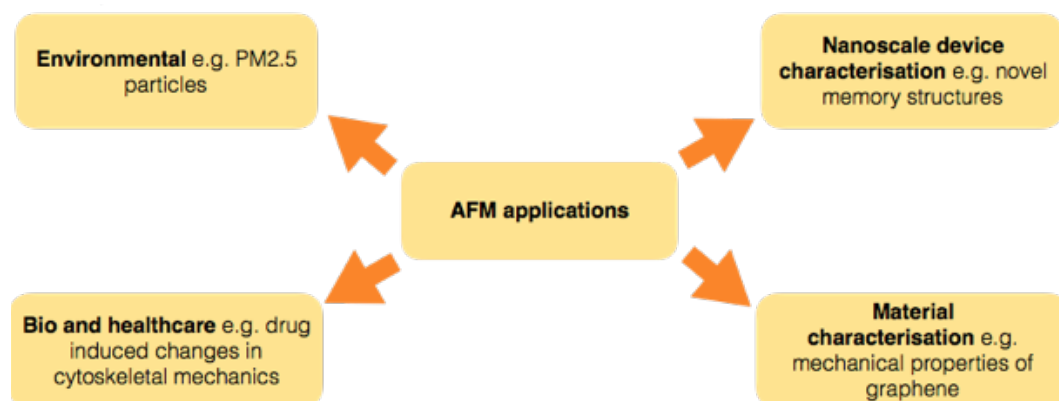 Environmental e.g. PM2.5
particles
Nanoscale device
characterisation e.g. novel
memory structures
AFM applications
Bio and healthcare e.g. drug
induced changes in
cytoskeletal mechanics
Material
characterisation e.g.
mechanical properties of
graphene